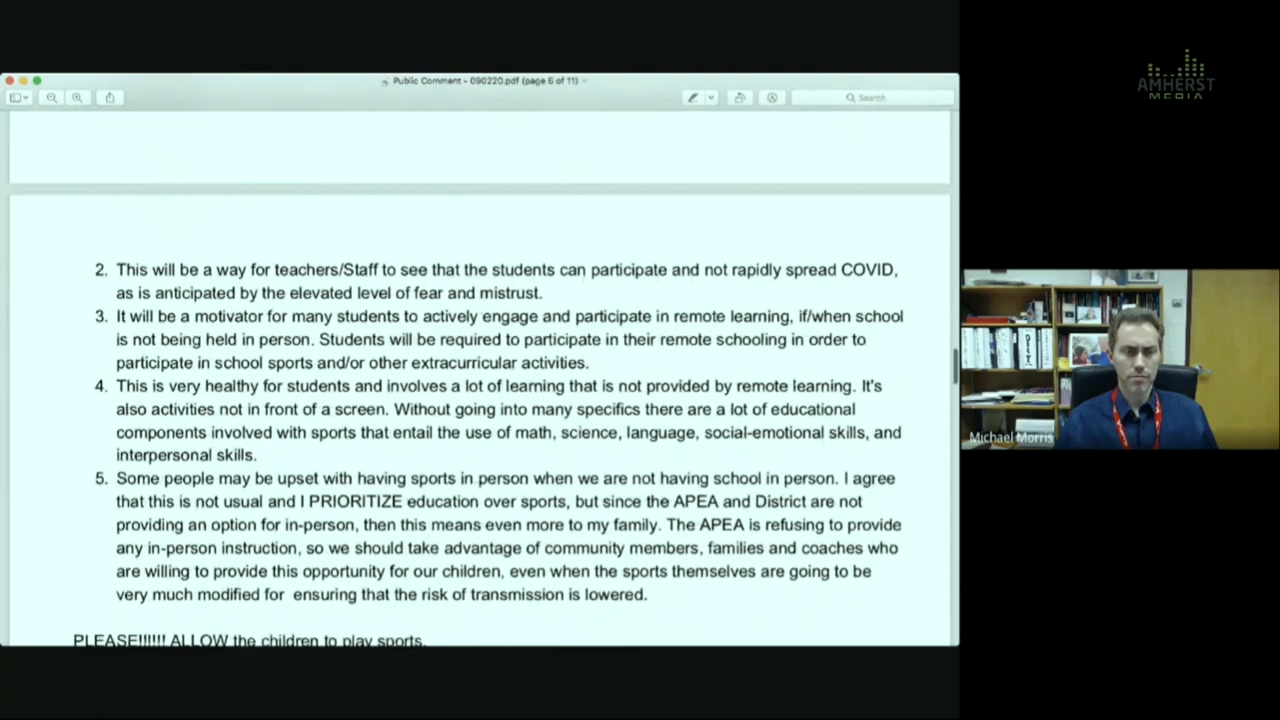 Public Comment - 090220.pdf (page 6 of 11)
Search
AMHERST
MEDIA
2. This will be a way for teachers/Staff to see that the students can participate and not rapidly spread COVID,
as is anticipated by the elevated level of fear and mistrust.
3. It will be a motivator for many students to actively engage and participate in remote learning, if/when school
is not being held in person. Students will be required to participate in their remote schooling in order to
participate in school sports and/or other extracurricular activities.
4. This is very healthy for students and involves a lot of learning that is not provided by remote learning. It's
also activities not in front of a screen. Without going into many specifics there are a lot of educational
components involved with sports that entail the use of math, science, language, social-emotional skills, and
interpersonal skills.
5. Some people may be upset with having sports in person when we are not having school in person. I agree
that this is not usual and I PRIORITIZE education over sports, but since the APEA and District are not
providing an option for in-person, then this means even more to my family. The APEA is refusing to provide
any in-person instruction, so we should take advantage of community members, families and coaches who
are willing to provide this opportunity for our children, even when the sports themselves are going to be
very much modified for ensuring that the risk of transmission is lowered.
PLEASE!!!!!! ALLOW the children to play sports.
Michael Morris